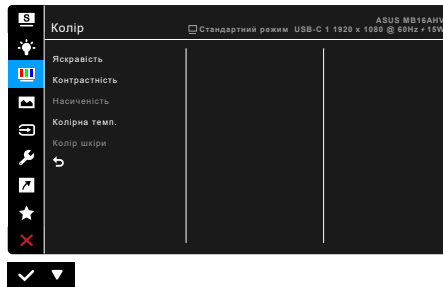 S
Колір
ASUS MB16AHV
Стандартний режим USB-C 1 1920 x 1080 @ 60Hz 15W
Яскравість
Контрастність
Насиченість
Колірна темп.
Колір шкіри